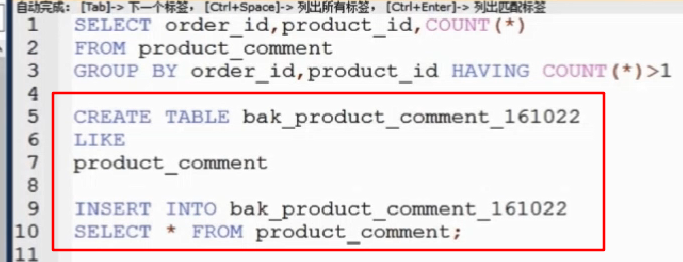 自动完成: [Tab]-> 下一个标签, [Ctrl+Space]-> 列出所有标签, [Ctrl+Enter]-> 列出匹配标签
1 SELECT order_id,product_id,COUNT(*)
2 FROM product_comment
3 GROUP BY order_id,product_id HAVING COUNT(*)>1
4
5 CREATE TABLE bak_product_comment_161022
6 LIKE
7 product_comment
8
9 INSERT INTO bak_product_comment_161022
10 SELECT * FROM product_comment;
11